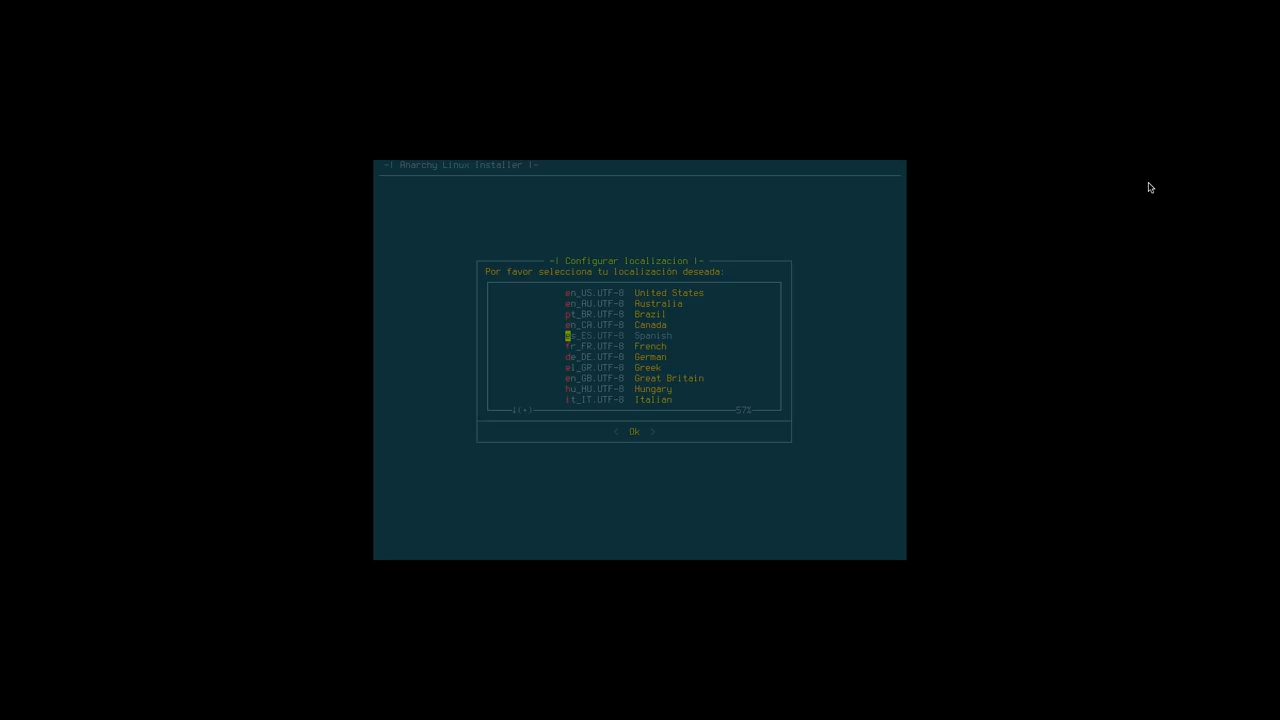 -| Anarchy Linux Installer |-
-| Configurar localizacion |-
Por favor selecciona tu localización deseada:
en_US.UTF-8 United States
en_AU.UTF-8 Australia
pt_BR.UTF-8 Brazil
en_CA.UTF-8 Canada
es_ES.UTF-8 Spanish
fr_FR.UTF-8 French
de_DE.UTF-8 German
el_GR.UTF-8 Greek
en_GB.UTF-8 Great Britain
hu_HU.UTF-8 Hungary
it_IT.UTF-8 Italian
↓(+) 57%
< Ok >